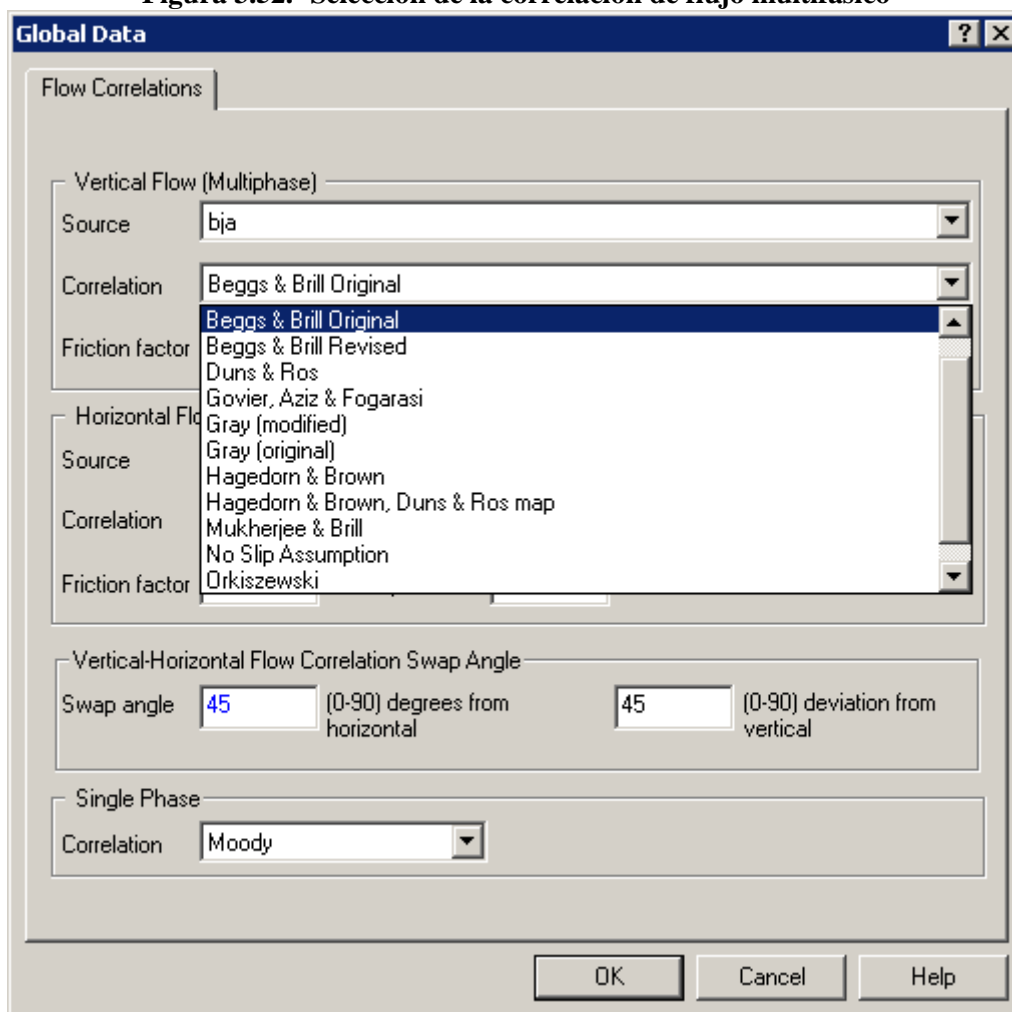 Figura 3.32.- Selección de la correlación de flujo multifásico
Global Data
Flow Correlations
Vertical Flow (Multiphase)
Source bja
Correlation Beggs & Brill Original
Beggs & Brill Original
Beggs & Brill Revised
Friction factor
Duns & Ros
Govier, Aziz & Fogarasi
Horizontal Flo
Gray (modified)
Gray (original)
Source
Hagedorn & Brown
Hagedorn & Brown, Duns & Ros map
Correlation
Mukherjee & Brill
No Slip Assumption
Friction factor
Orkiszewski
Vertical-Horizontal Flow Correlation Swap Angle
Swap angle 45 (0-90) degrees from horizontal 45 (0-90) deviation from vertical
Single Phase
Correlation Moody
OK Cancel Help